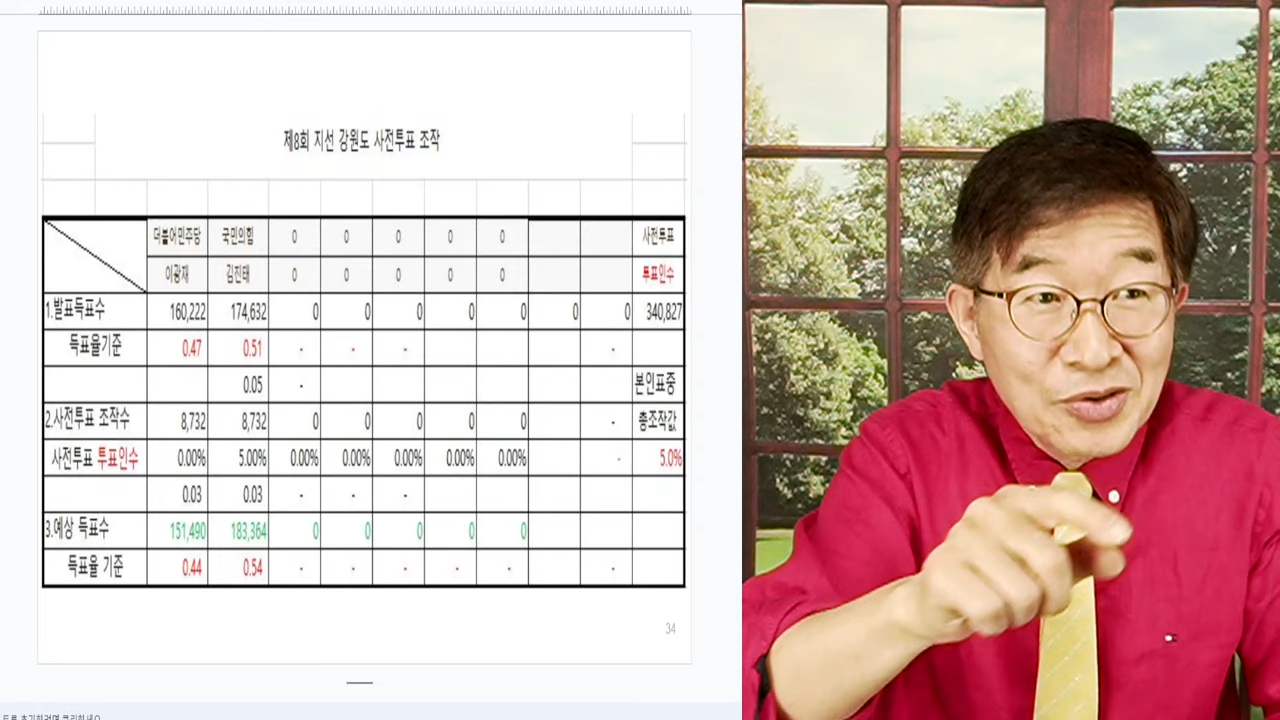 제8회 지선 강원도 사전투표 조작
더불어민주당 국민의힘 0 0 0 0 0 사전투표
이광재 김진태 0 0 0 0 0 투표인수
1.발표득표수 160,222 174,632 0 0 0 0 0 0 0 340,827
득표율기준 0.47 0.51 - - - -
0.05 - 본인표중
2.사전투표 조작수 8,732 8,732 0 0 0 0 0 - 총조작값
사전투표 투표인수 0.00% 5.00% 0.00% 0.00% 0.00% 0.00% 0.00% - 5.0%
0.03 0.03 - - -
3.예상 득표수 151,490 183,364 0 0 0 0 0
득표율 기준 0.44 0.54 - - - - - -
34